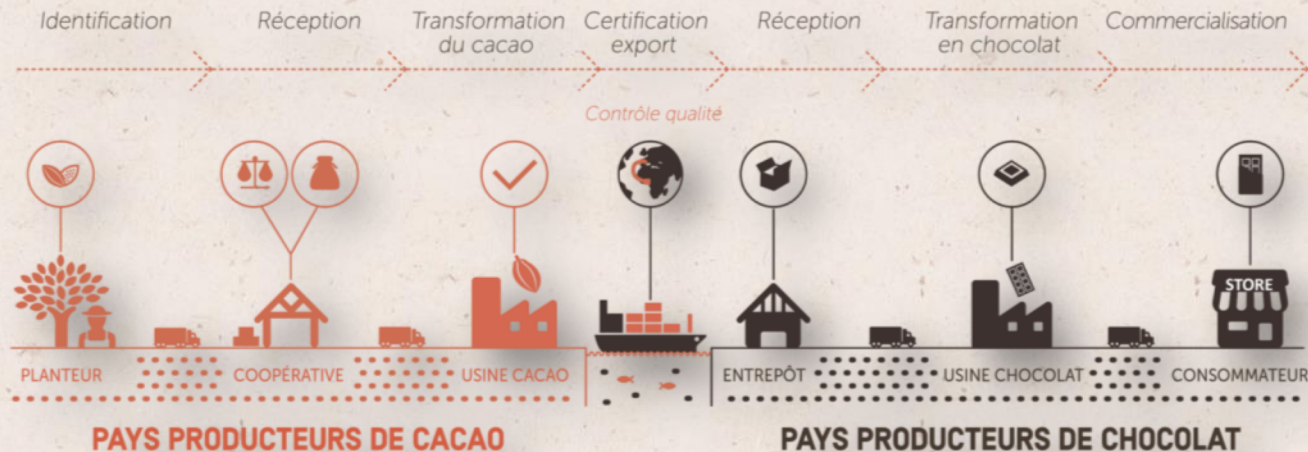 Identification
Réception
Transformation
du cacao
Certification
export
Réception
Transformation
en chocolat
Commercialisation
Contrôle qualité
STORE
PLANTEUR
COOPÉRATIVE
USINE CACAO
ENTREPÔT
USINE CHOCOLAT
CONSOMMATEUR
PAYS PRODUCTEURS DE CACAO
PAYS PRODUCTEURS DE CHOCOLAT